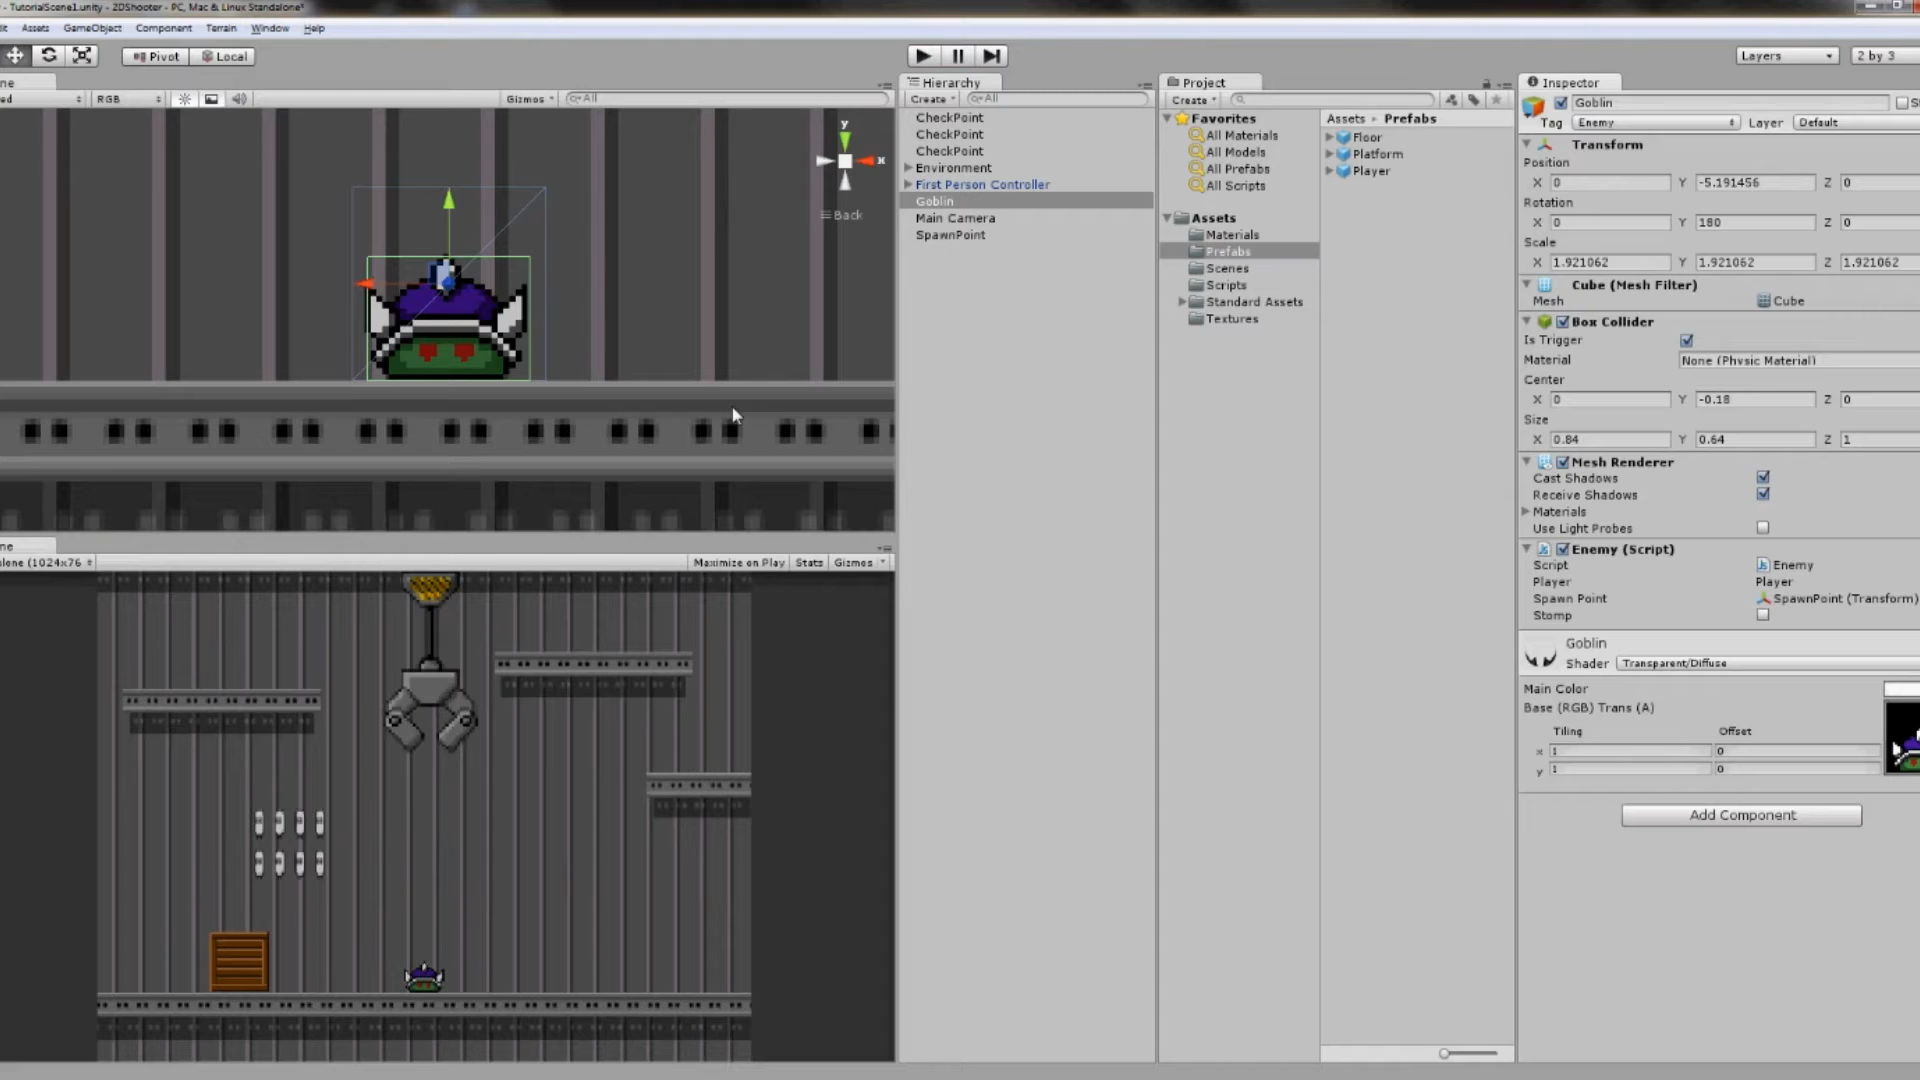 - TutorialScene1.unity - 2DShooter - PC, Mac & Linux Standalone*
Assets GameObject Component Terrain Window Help
Pivot Local Layers 2 by 3
RGB Gizmos All
y
x
Back
Maximize on Play Stats Gizmos
Hierarchy
Create All
CheckPoint
CheckPoint
CheckPoint
Environment
First Person Controller
Goblin
Main Camera
SpawnPoint
Project
Create
Favorites
All Materials
All Models
All Prefabs
All Scripts
Assets
Materials
Prefabs
Scenes
Scripts
Standard Assets
Textures
Assets Prefabs
Floor
Platform
Player
Inspector
Goblin
Tag Enemy Layer Default
Transform
Position
X 0 Y -5.191456 Z 0
Rotation
X 0 Y 180 Z 0
Scale
X 1.921062 Y 1.921062 Z 1.921062
Cube (Mesh Filter)
Mesh Cube
Box Collider
Is Trigger
Material None (Physic Material)
Center
X 0 Y -0.18 Z 0
Size
X 0.84 Y 0.64 Z 1
Mesh Renderer
Cast Shadows
Receive Shadows
Materials
Use Light Probes
Enemy (Script)
Script Enemy
Player Player
Spawn Point SpawnPoint (Transform)
Stomp
Goblin
Shader Transparent/Diffuse
Main Color
Base (RGB) Trans (A)
Tiling Offset
x 1 0
y 1 0
Add Component